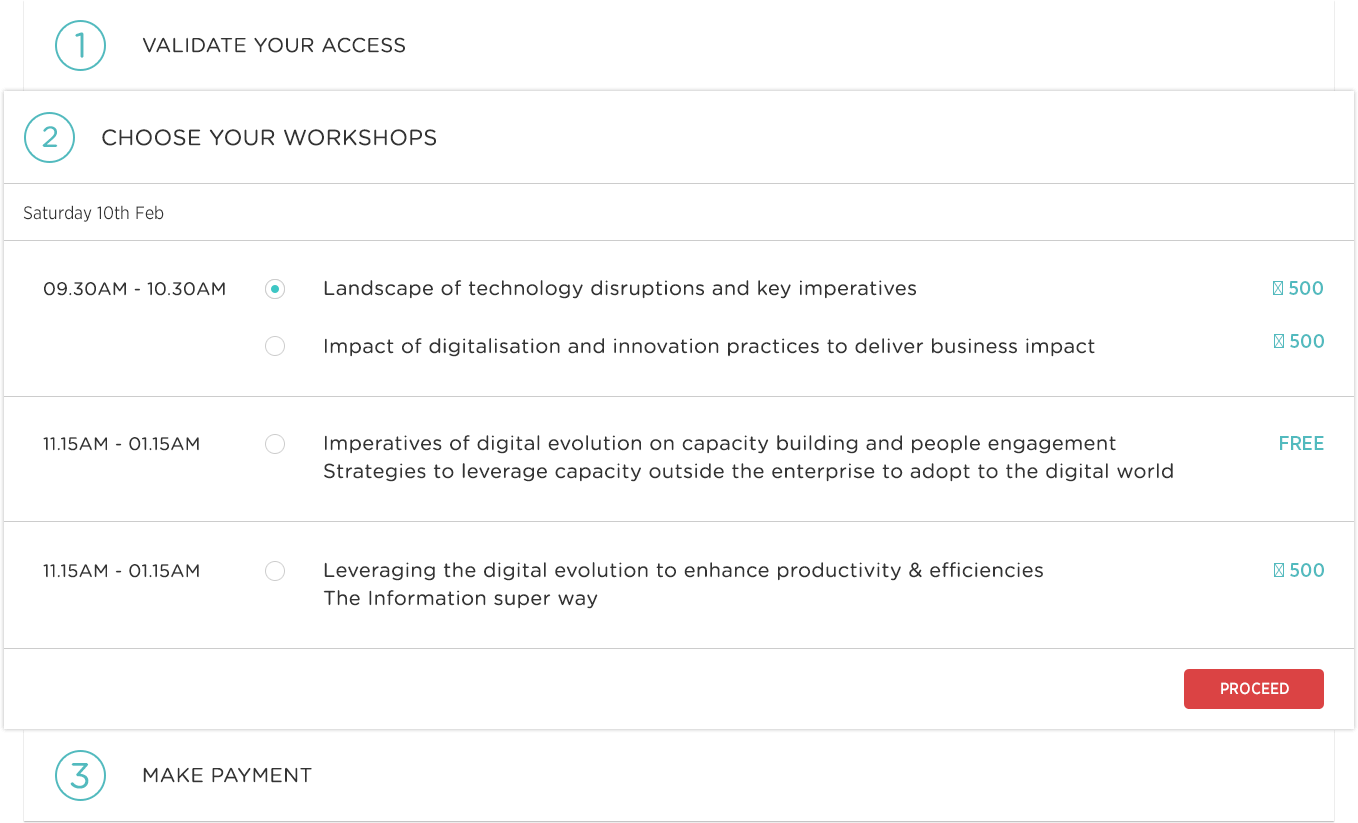 1 VALIDATE YOUR ACCESS
2 CHOOSE YOUR WORKSHOPS
Saturday 10th Feb
09.30AM - 10.30AM Landscape of technology disruptions and key imperatives 500
Impact of digitalisation and innovation practices to deliver business impact 500
11.15AM - 01.15AM Imperatives of digital evolution on capacity building and people engagement FREE
Strategies to leverage capacity outside the enterprise to adopt to the digital world
11.15AM - 01.15AM Leveraging the digital evolution to enhance productivity & efficiencies 500
The Information super way
PROCEED
3 MAKE PAYMENT